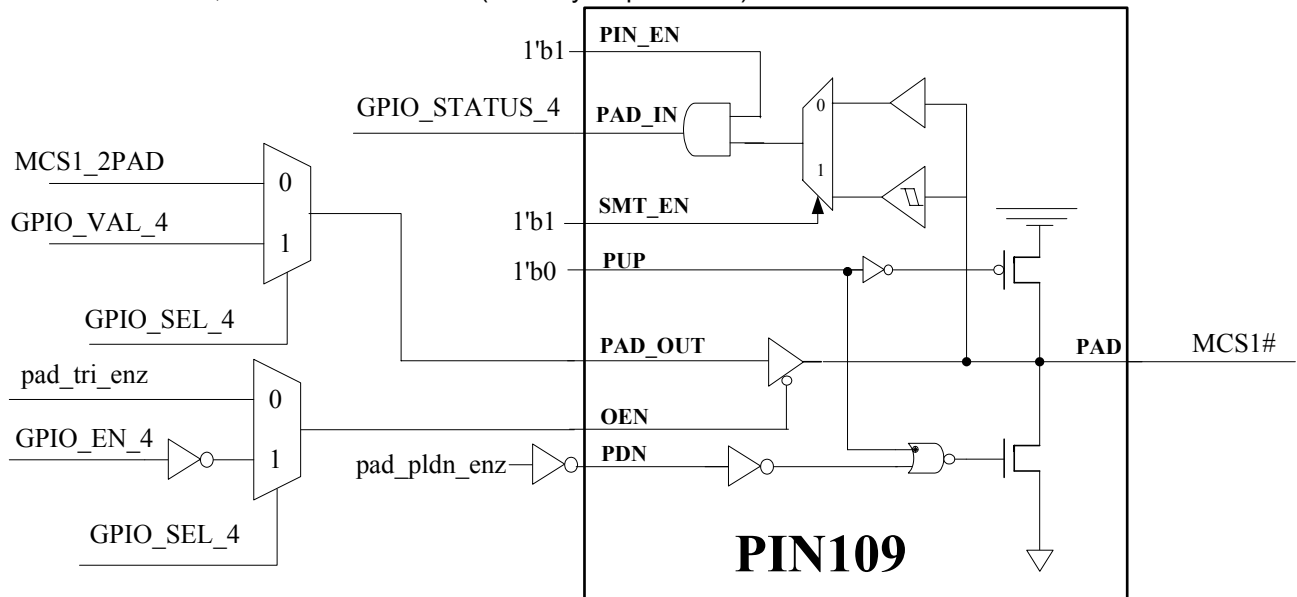 1'b1 PIN_EN
GPIO_STATUS_4 PAD_IN
0
1
MCS1_2PAD
0
GPIO_VAL_4
1
GPIO_SEL_4
1'b1 SMT_EN
1'b0 PUP
PAD_OUT
PAD MCS1#
pad_tri_enz
0
OEN
GPIO_EN_4
1
pad_pldn_enz PDN
GPIO_SEL_4
PIN109